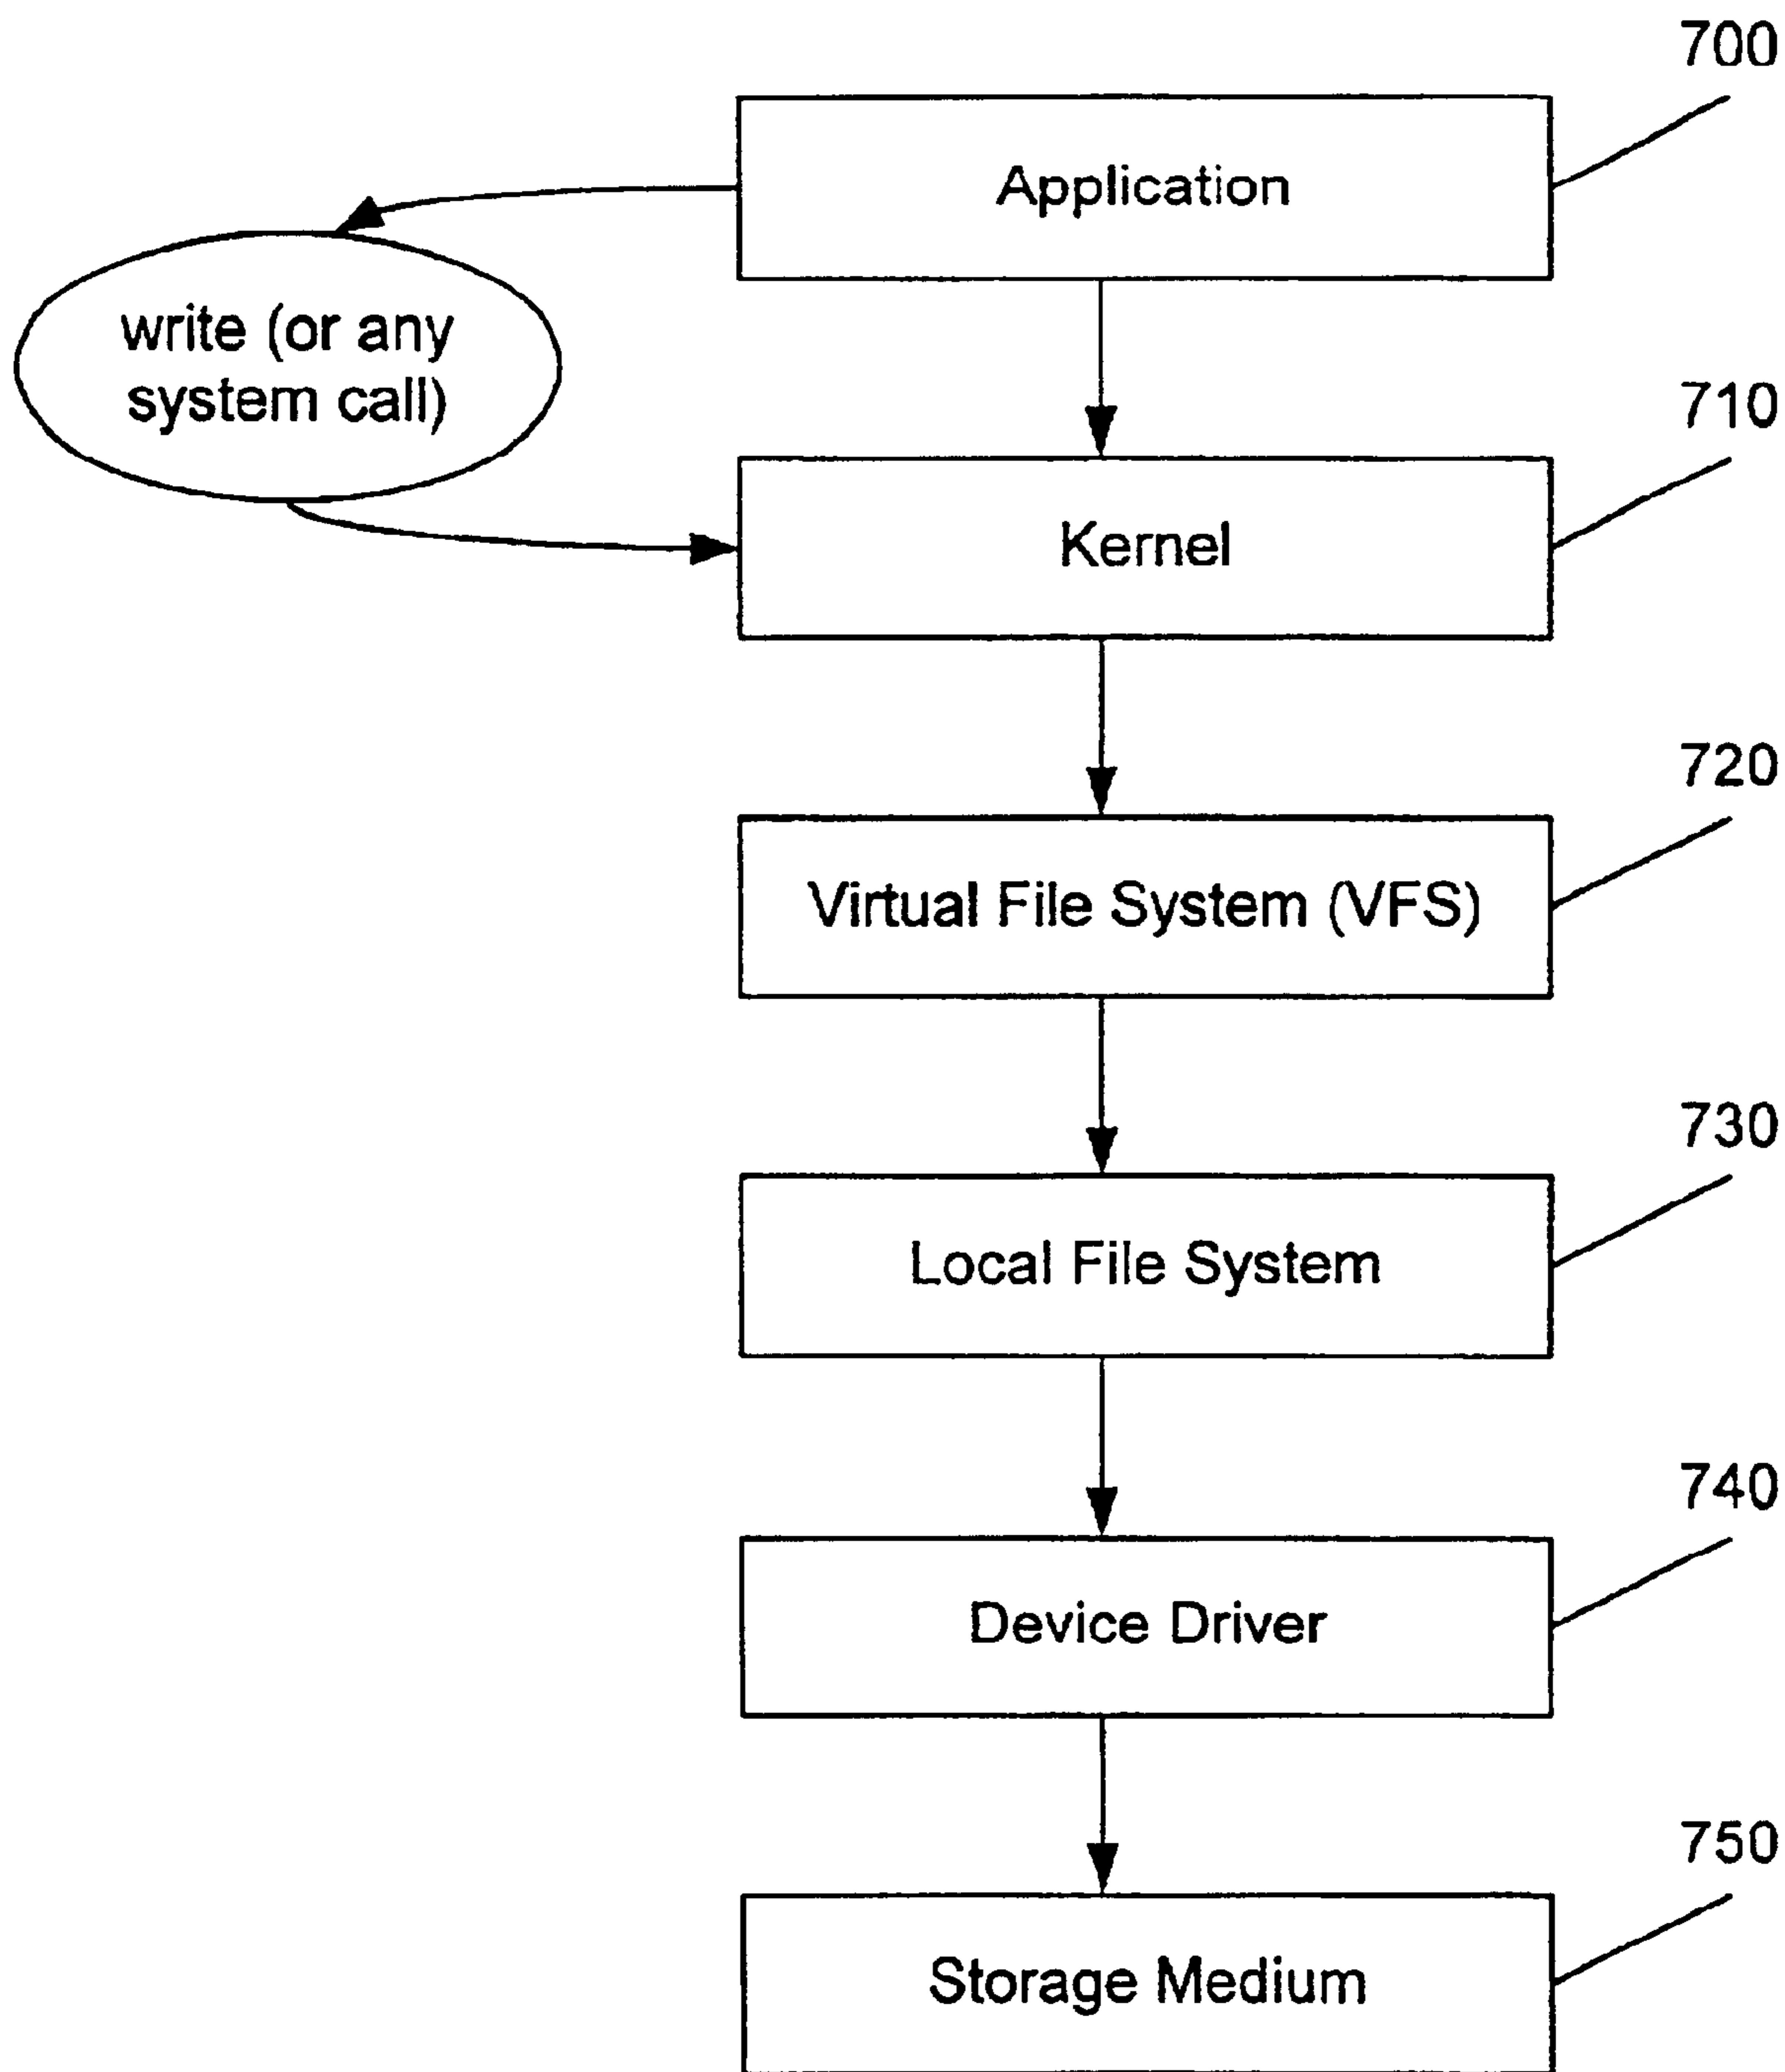 700
Application
write (or any
system call)
710
Kernel
720
Virtual File System (VFS)
730
Local File System
740
Device Driver
750
Storage Medium